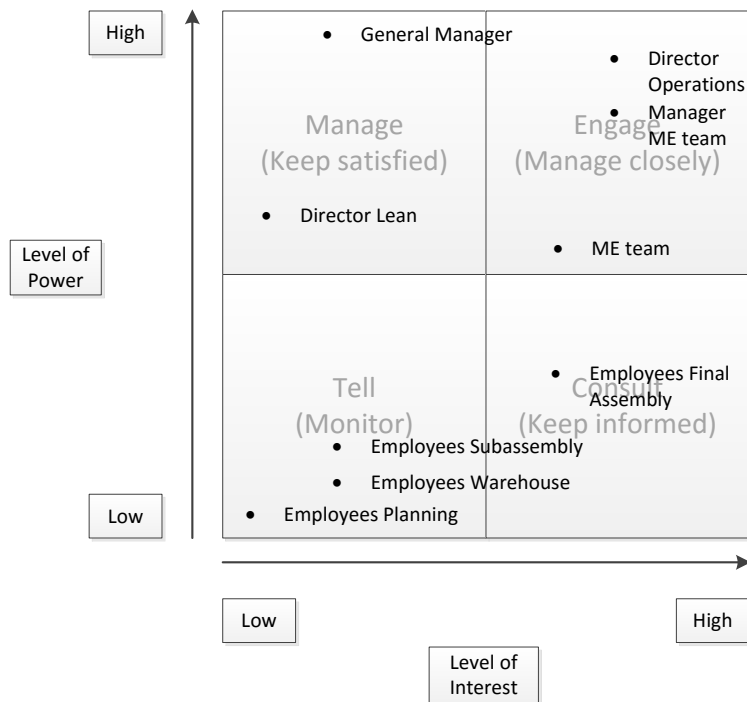 High
General Manager
Director
Operations
Manager
ME team
Manage
(Keep satisfied)
Engage
(Manage closely)
Director Lean
ME team
Level of
Power
Employees Final
Assembly
Tell
(Monitor)
Consult
(Keep informed)
Employees Subassembly
Employees Warehouse
Employees Planning
Low
Low
High
Level of
Interest